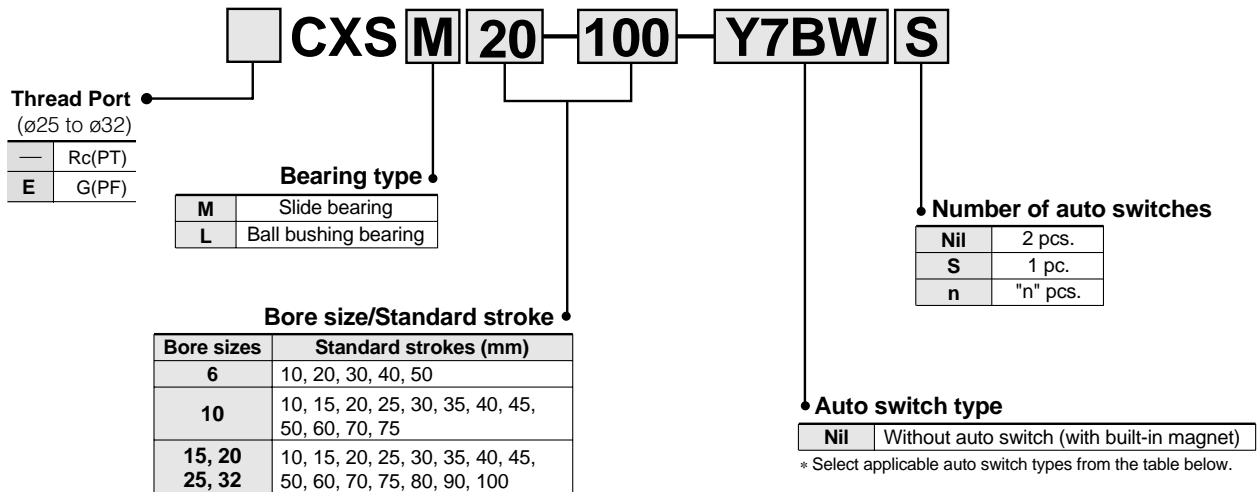 CXS M 20-100-Y7BW S
Thread Port
(ø25 to ø32)
— Rc(PT)
E G(PF)
Bearing type
M Slide bearing
L Ball bushing bearing
Number of auto switches
Nil 2 pcs.
S 1 pc.
n "n" pcs.
Bore size/Standard stroke
Bore sizes Standard strokes (mm)
6 10, 20, 30, 40, 50
10 10, 15, 20, 25, 30, 35, 40, 45,
50, 60, 70, 75
15, 20 10, 15, 20, 25, 30, 35, 40, 45,
25, 32 50, 60, 70, 75, 80, 90, 100
Auto switch type
Nil Without auto switch (with built-in magnet)
* Select applicable auto switch types from the table below.